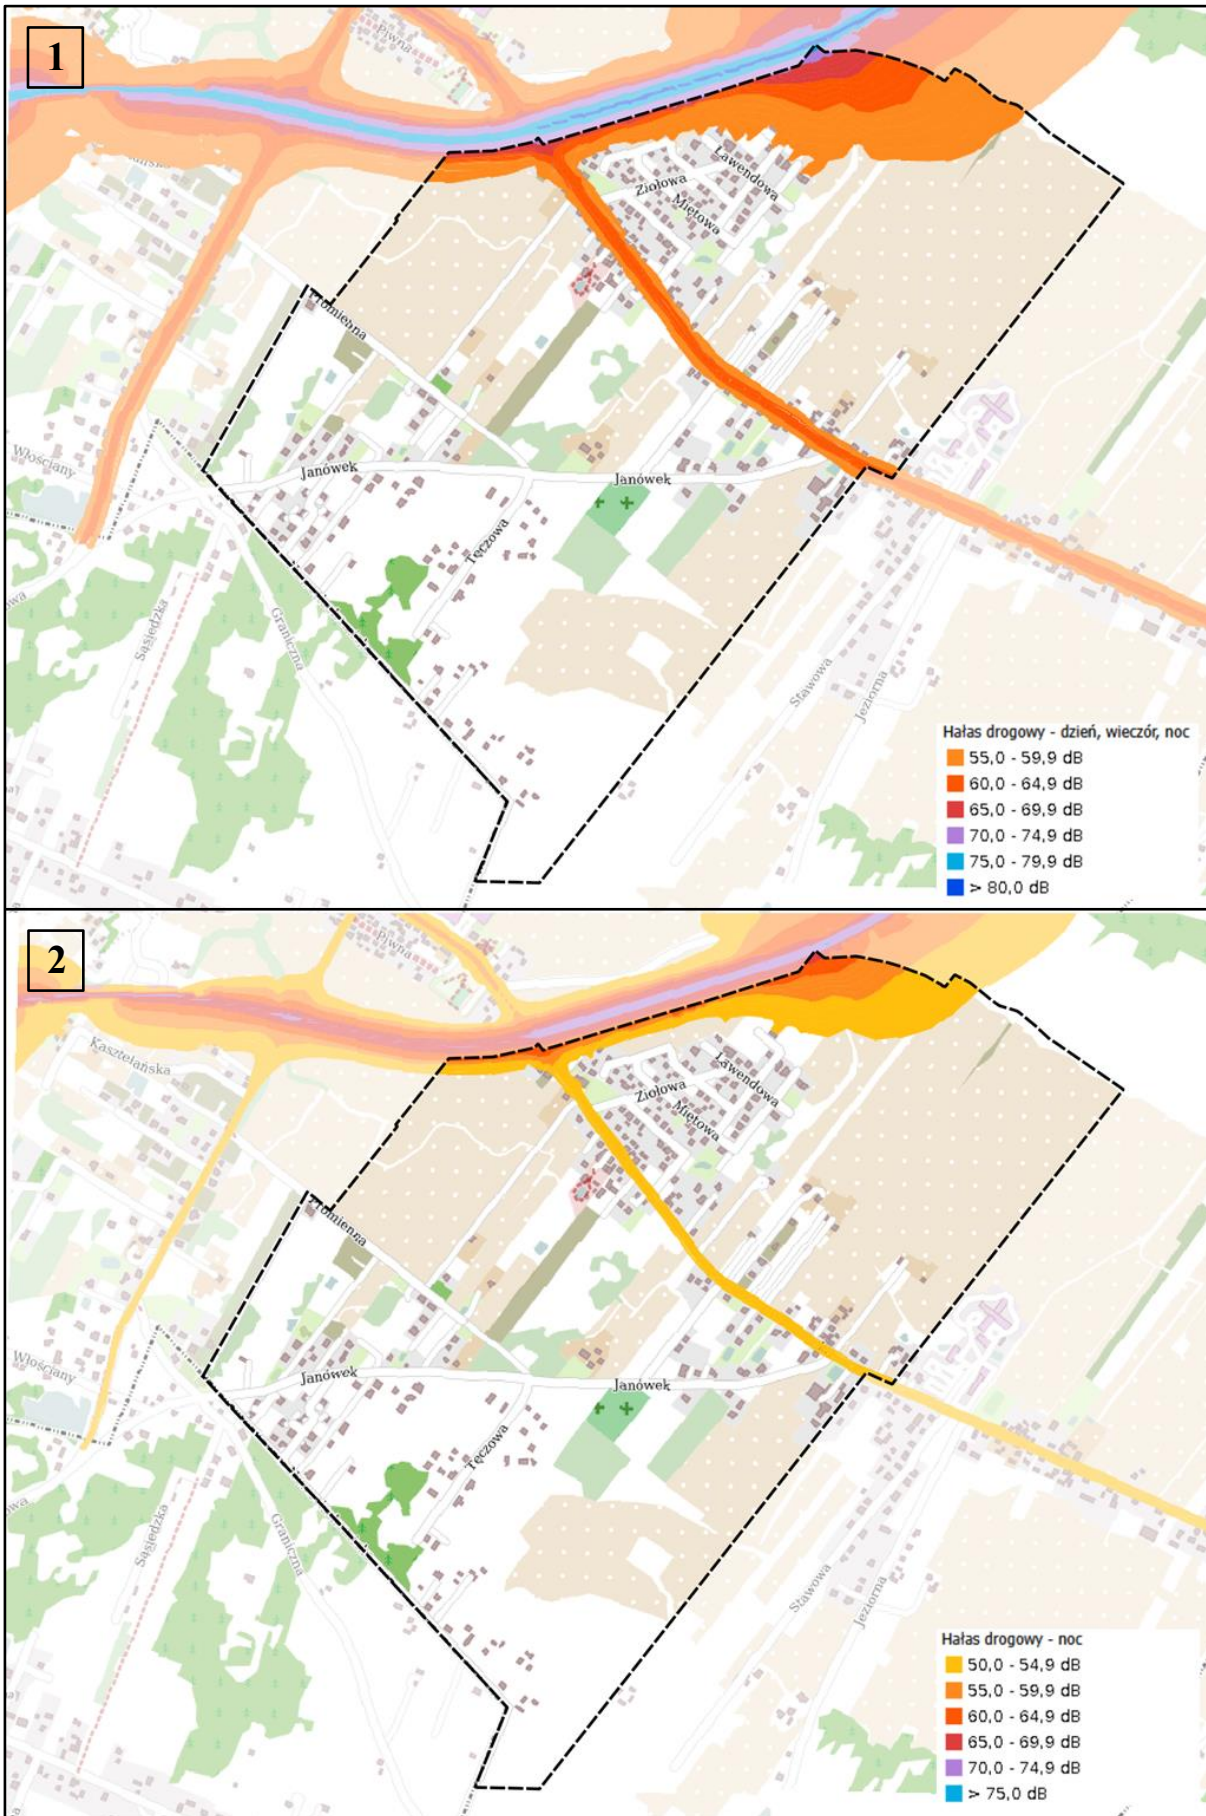 1
Piwna
Lawendowa
Ziołowa
Miętowa
Promienna
Włościany
Janówek
Janówek
Tęczowa
Sąsiedzka
Graniczna
Stawowa
Jeziorna
Hałas drogowy - dzień, wieczór, noc
55,0 - 59,9 dB
60,0 - 64,9 dB
65,0 - 69,9 dB
70,0 - 74,9 dB
75,0 - 79,9 dB
> 80,0 dB
2
Piwna
Kasztelańska
Lawendowa
Ziołowa
Miętowa
Promienna
Włościany
Janówek
Janówek
Tęczowa
Sąsiedzka
Graniczna
Stawowa
Jeziorna
Hałas drogowy - noc
50,0 - 54,9 dB
55,0 - 59,9 dB
60,0 - 64,9 dB
65,0 - 69,9 dB
70,0 - 74,9 dB
> 75,0 dB